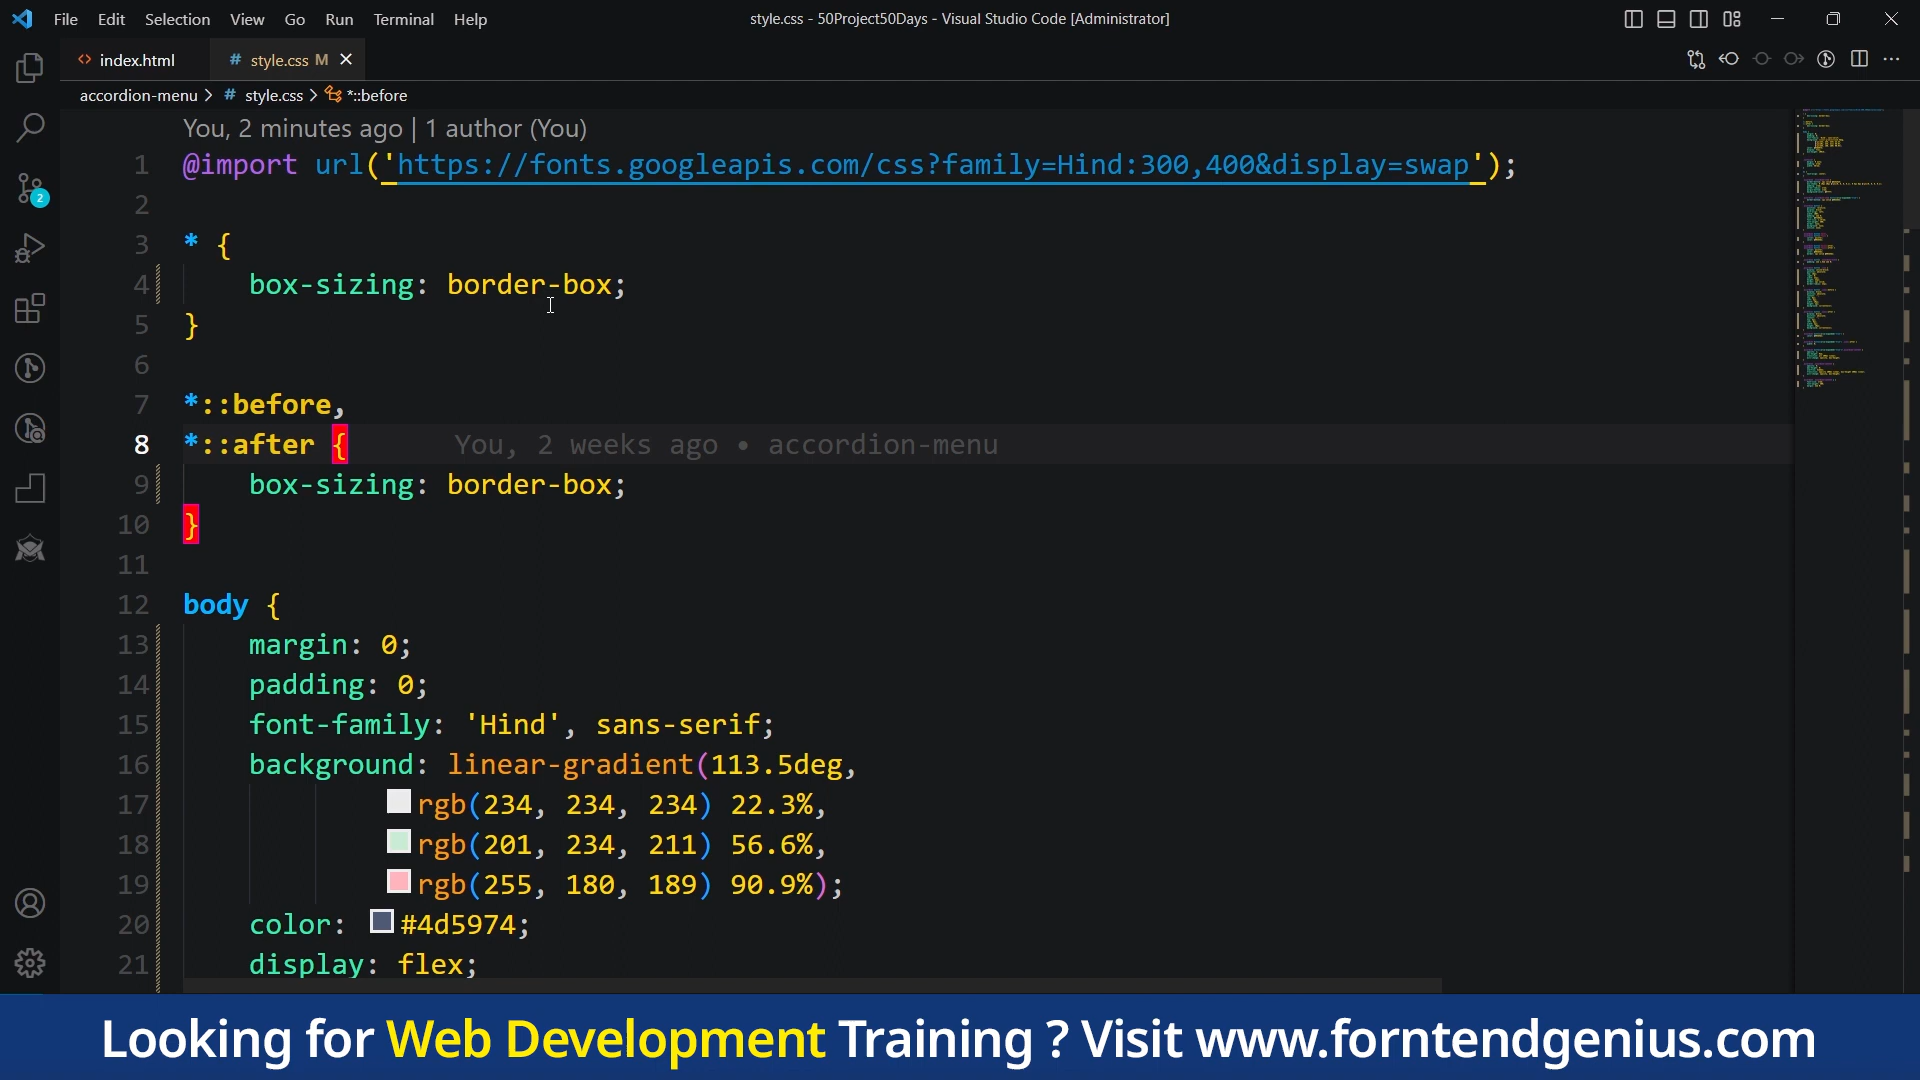 File Edit Selection View Go Run Terminal Help
style.css - 50Project50Days - Visual Studio Code [Administrator]
<> index.html
# style.css M ×
accordion-menu > # style.css > *::before
You, 2 minutes ago | 1 author (You)
1 @import url('https://fonts.googleapis.com/css?family=Hind:300,400&display=swap');
2
3 * {
4 box-sizing: border-box;
5 }
6
7 *::before,
8 *::after { You, 2 weeks ago • accordion-menu
9 box-sizing: border-box;
10 }
11
12 body {
13 margin: 0;
14 padding: 0;
15 font-family: 'Hind', sans-serif;
16 background: linear-gradient(113.5deg,
17 rgb(234, 234, 234) 22.3%,
18 rgb(201, 234, 211) 56.6%,
19 rgb(255, 180, 189) 90.9%);
20 color: #4d5974;
21 display: flex;
2
Looking for Web Development Training ? Visit www.forntendgenius.com